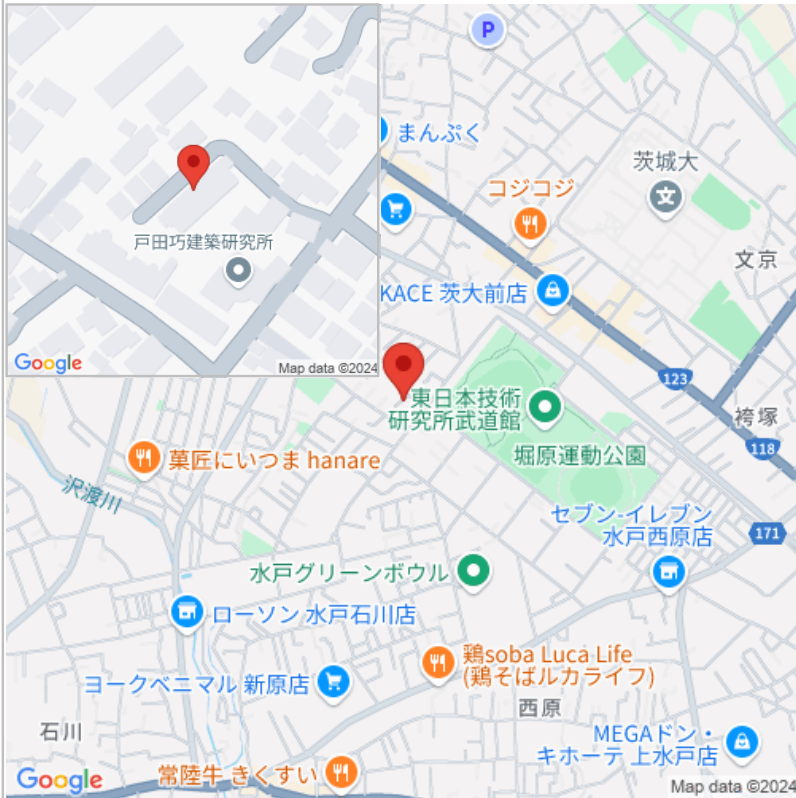 戸田巧建築研究所
Google
Map data ©2024
P
まんぷく
コジコジ
茨城大
文
文京
KACE 茨大前店
123
東日本技術
研究所武道館
袴塚
118
堀原運動公園
菓匠にいつま hanare
沢渡川
セブン-イレブン
水戸西原店
171
水戸グリーンボウル
ローソン 水戸石川店
鶏soba Luca Life
(鶏そばルカライフ)
ヨークベニマル 新原店
西原
石川
MEGAドン・
キホーテ 上水戸店
常陸牛 きくすい
Google
Map data ©2024